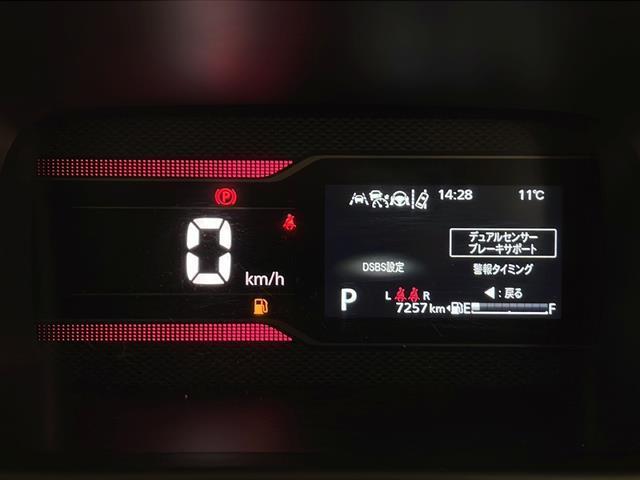 14:28 11℃
(P)
デュアルセンサー
ブレーキサポート
0 km/h
DSBS設定
警報タイミング
◀:戻る
P
L R
7257 km
E F